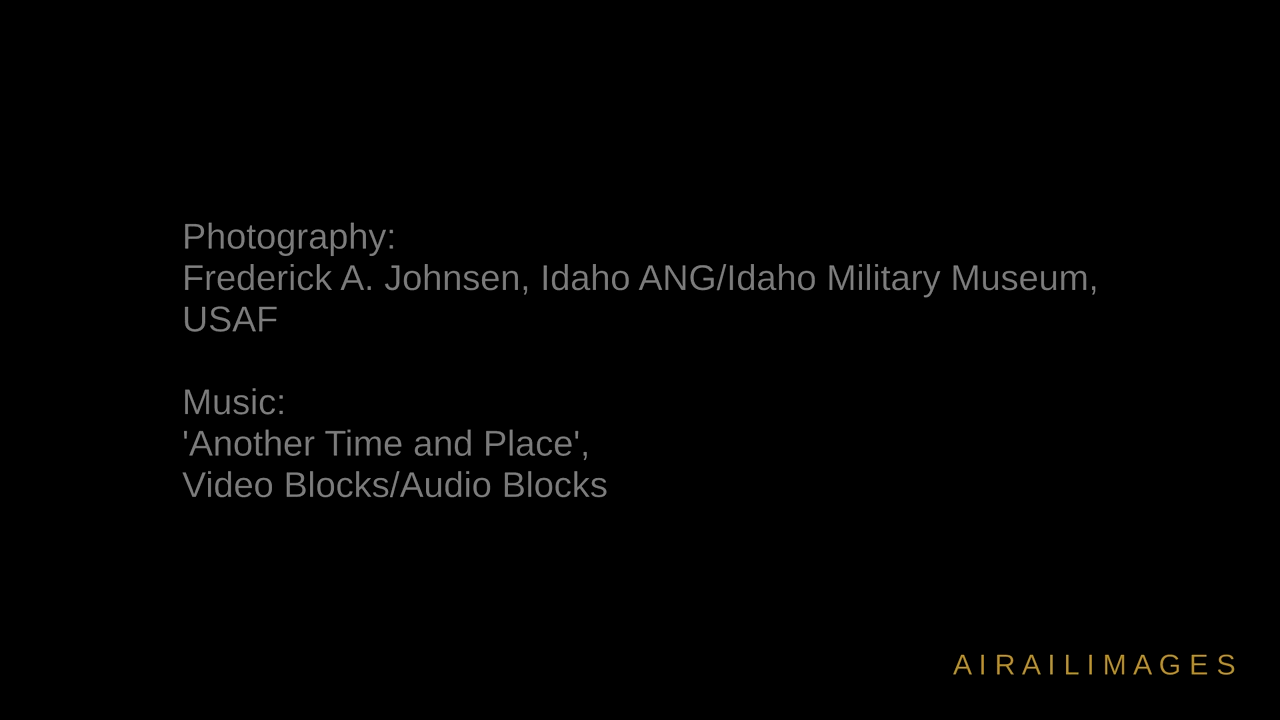 Photography:
Frederick A. Johnsen, Idaho ANG/Idaho Military Museum,
USAF
Music:
'Another Time and Place',
Video Blocks/Audio Blocks
AIRAILIMAGES